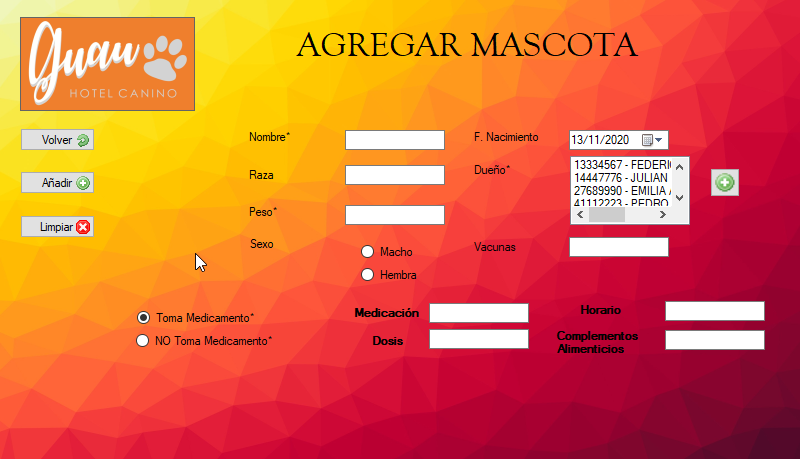 Guau
HOTEL CANINO
AGREGAR MASCOTA
Volver
Añadir
Limpiar
Nombre*
Raza
Peso*
Sexo
Macho
Hembra
F. Nacimiento
13/11/2020
Dueño*
13334567 - FEDERI
14447776 - JULIAN
27689990 - EMILIA
41112223 - PEDRO
Vacunas
Toma Medicamento*
NO Toma Medicamento*
Medicación
Dosis
Horario
Complementos
Alimenticios